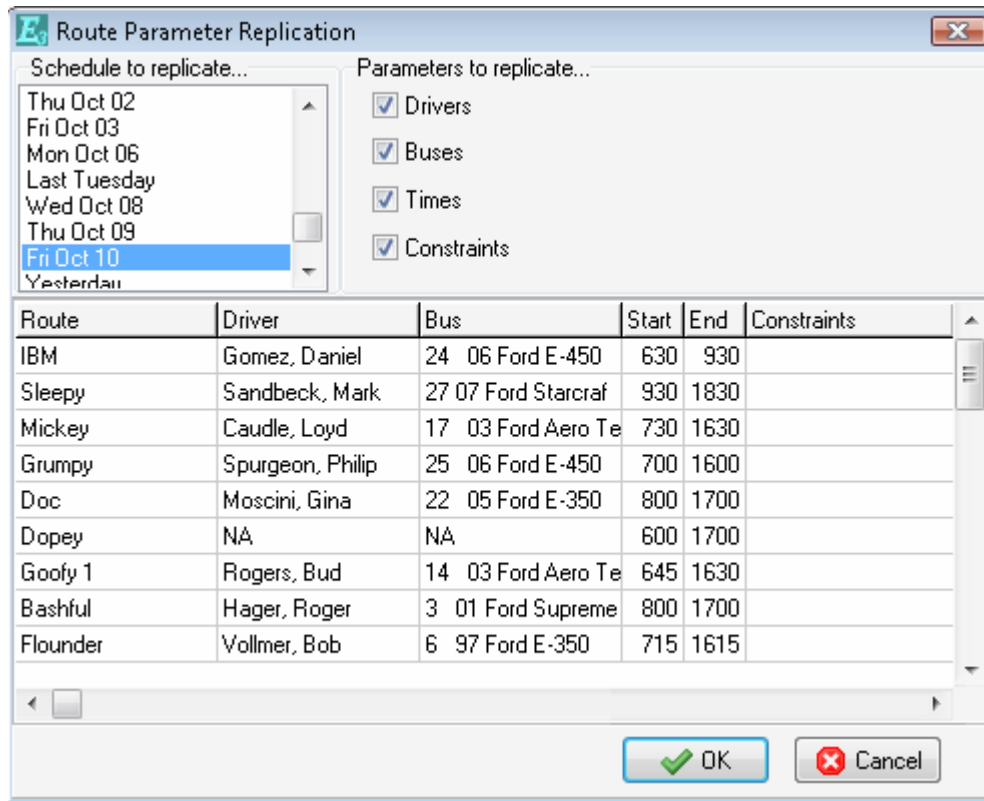 E3 Route Parameter Replication
Schedule to replicate... Parameters to replicate...
Thu Oct 02
Fri Oct 03
Mon Oct 06
Last Tuesday
Wed Oct 08
Thu Oct 09
Fri Oct 10
Yesterday
Drivers
Buses
Times
Constraints
Route Driver Bus Start End Constraints
IBM Gomez, Daniel 24 06 Ford E-450 630 930
Sleepy Sandbeck, Mark 27 07 Ford Starcraf 930 1830
Mickey Caudle, Loyd 17 03 Ford Aero Te 730 1630
Grumpy Spurgeon, Philip 25 06 Ford E-450 700 1600
Doc Moscini, Gina 22 05 Ford E-350 800 1700
Dopey NA NA 600 1700
Goofy 1 Rogers, Bud 14 03 Ford Aero Te 645 1630
Bashful Hager, Roger 3 01 Ford Supreme 800 1700
Flounder Vollmer, Bob 6 97 Ford E-350 715 1615
OK Cancel